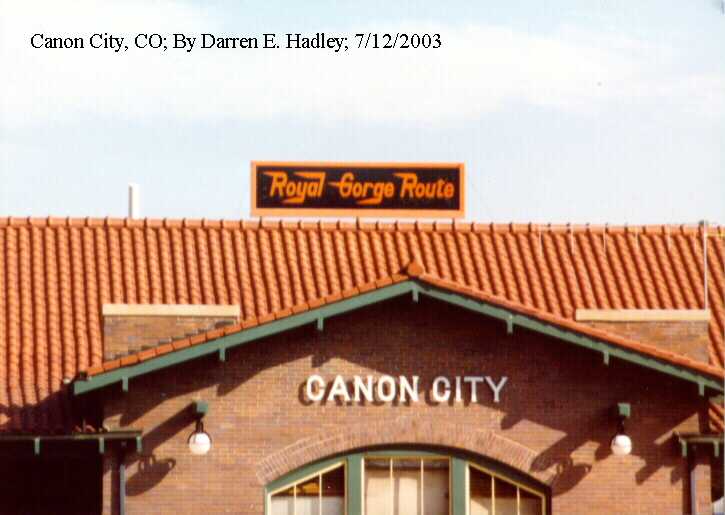 Canon City, CO; By Darren E. Hadley; 7/12/2003
Royal Gorge Route
CANON CITY